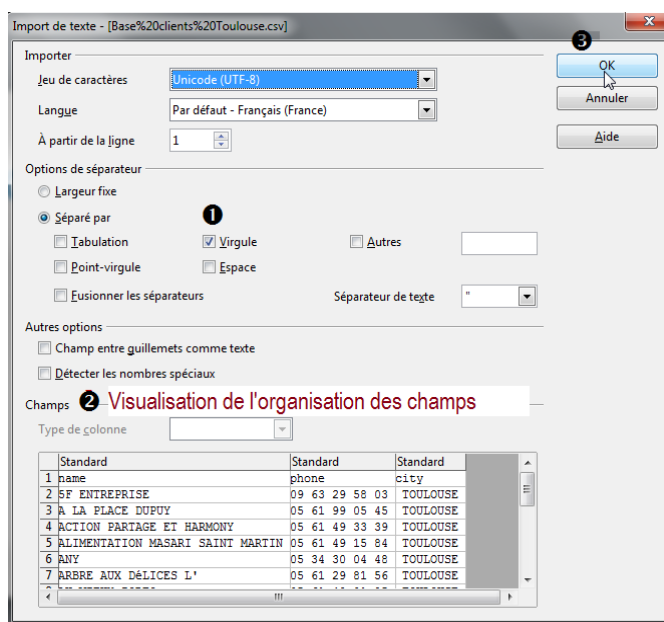 Import de texte - [Base%20clients%20Toulouse.csv]
❸
Importer
OK
Jeu de caractères Unicode (UTF-8)
Annuler
Langue Par défaut - Français (France)
À partir de la ligne 1
Aide
Options de séparateur
Largeur fixe
Séparé par ❶
Tabulation Virgule Autres
Point-virgule Espace
Fusionner les séparateurs Séparateur de texte "
Autres options
Champ entre guillemets comme texte
Détecter les nombres spéciaux
Champs ❷ Visualisation de l'organisation des champs
Type de colonne
Standard Standard Standard
1 name phone city
2 5F ENTREPRISE 09 63 29 58 03 TOULOUSE
3 A LA PLACE DUPUY 05 61 99 05 45 TOULOUSE
4 ACTION PARTAGE ET HARMONY 05 61 49 33 39 TOULOUSE
5 ALIMENTATION MASARI SAINT MARTIN 05 61 49 15 84 TOULOUSE
6 ANY 05 34 30 04 48 TOULOUSE
7 ARBRE AUX DéLICES L' 05 61 29 81 56 TOULOUSE